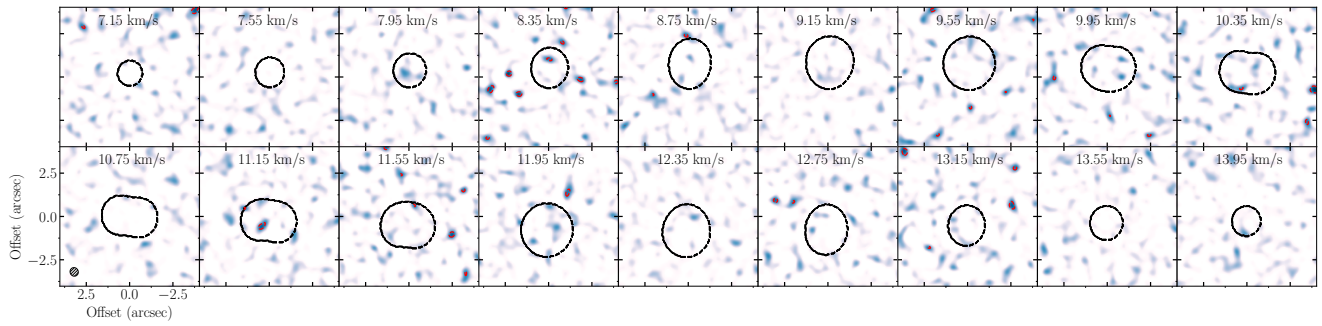 7.15 km/s 7.55 km/s 7.95 km/s 8.35 km/s 8.75 km/s 9.15 km/s 9.55 km/s 9.95 km/s 10.35 km/s
10.75 km/s 11.15 km/s 11.55 km/s 11.95 km/s 12.35 km/s 12.75 km/s 13.15 km/s 13.55 km/s 13.95 km/s
2.5
0.0
−2.5
Offset (arcsec)
2.5 0.0 −2.5
Offset (arcsec)